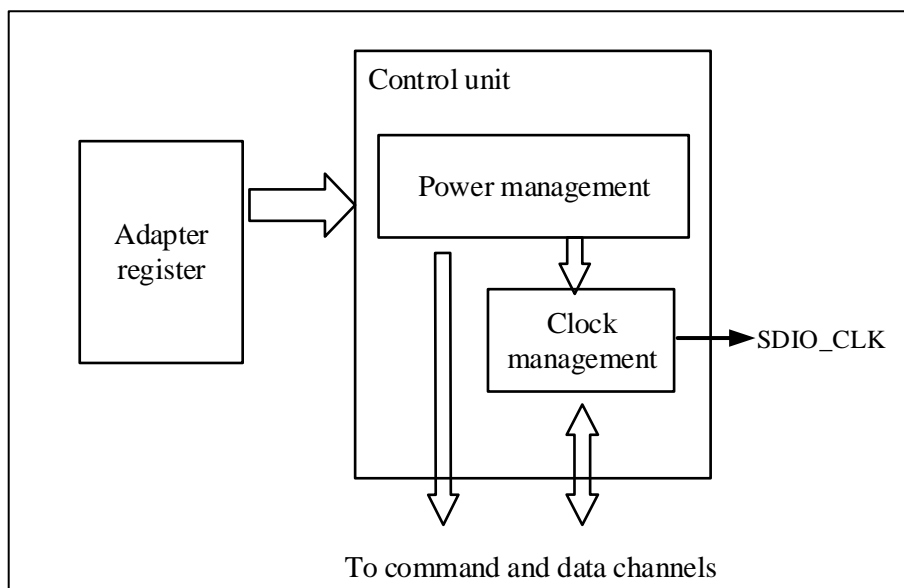 Control unit
Power management
Adapter
register
Clock
management
SDIO_CLK
To command and data channels